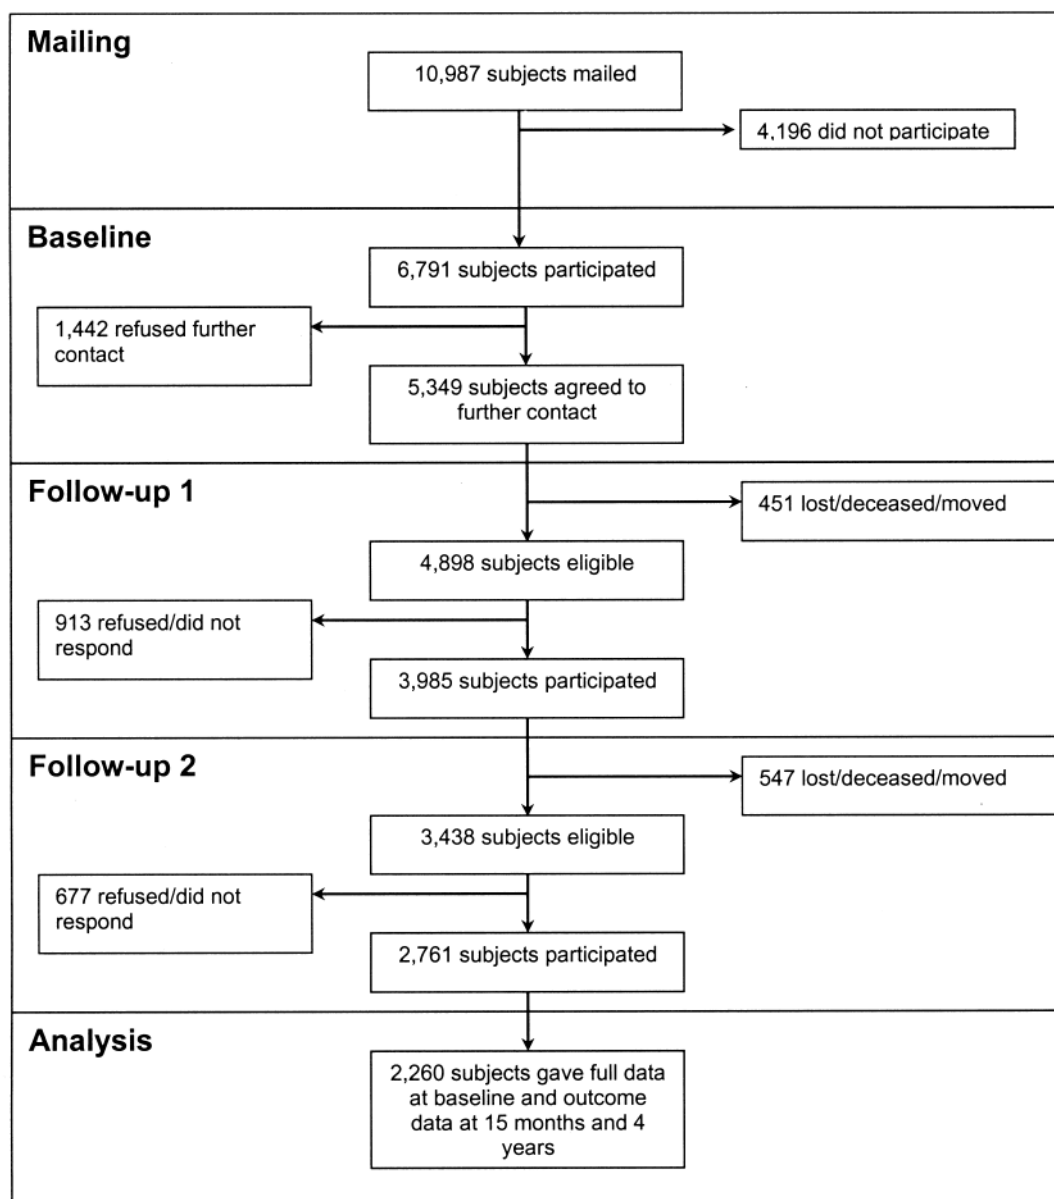 Mailing
10,987 subjects mailed
4,196 did not participate
Baseline
6,791 subjects participated
1,442 refused further
contact
5,349 subjects agreed to
further contact
Follow-up 1
451 lost/deceased/moved
4,898 subjects eligible
913 refused/did not
respond
3,985 subjects participated
Follow-up 2
547 lost/deceased/moved
3,438 subjects eligible
677 refused/did not
respond
2,761 subjects participated
Analysis
2,260 subjects gave full data
at baseline and outcome
data at 15 months and 4
years